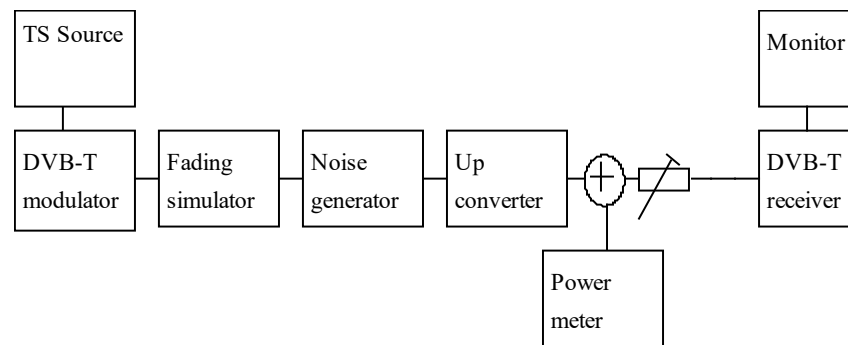 TS Source
Monitor
DVB-T
modulator
Fading
simulator
Noise
generator
Up
converter
DVB-T
receiver
Power
meter